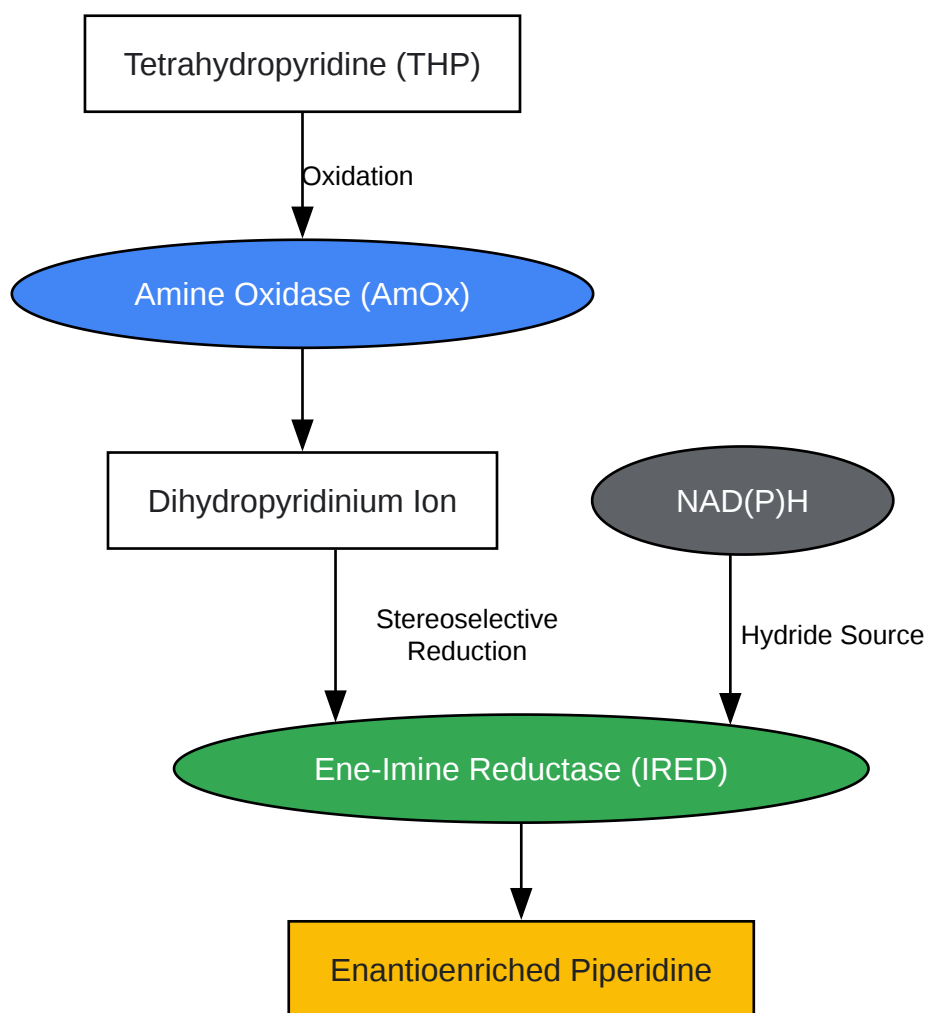 Tetrahydropyridine (THP)
Oxidation
Amine Oxidase (AmOx)
Dihydropyridinium Ion
NAD(P)H
Stereoselective
Reduction
Hydride Source
Ene-Imine Reductase (IRED)
Enantioenriched Piperidine